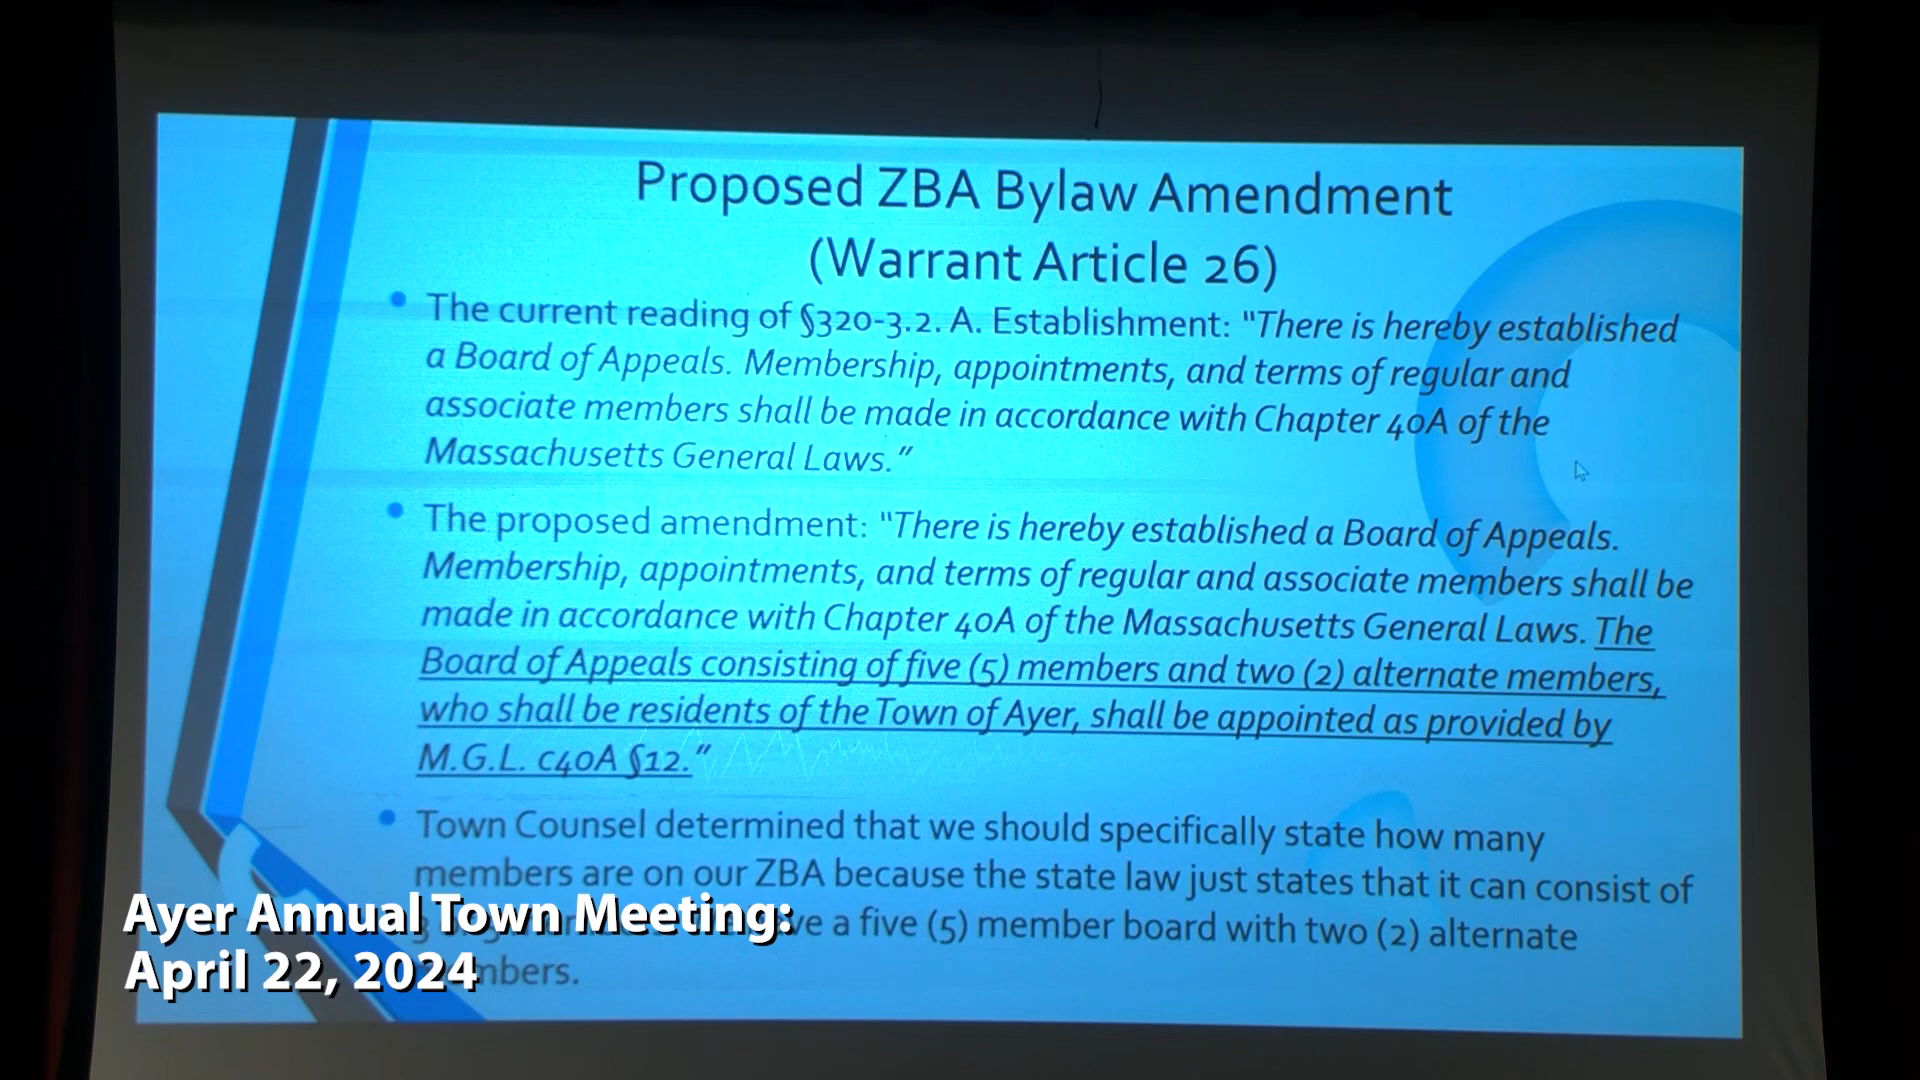 Proposed ZBA Bylaw Amendment
(Warrant Article 26)
• The current reading of §320-3.2. A. Establishment: "There is hereby established
a Board of Appeals. Membership, appointments, and terms of regular and
associate members shall be made in accordance with Chapter 40A of the
Massachusetts General Laws."
• The proposed amendment: "There is hereby established a Board of Appeals.
Membership, appointments, and terms of regular and associate members shall be
made in accordance with Chapter 40A of the Massachusetts General Laws. The
Board of Appeals consisting of five (5) members and two (2) alternate members,
who shall be residents of the Town of Ayer, shall be appointed as provided by
M.G.L. c40A §12."
• Town Counsel determined that we should specifically state how many
members are on our ZBA because the state law just states that it can consist of
a five (5) member board with two (2) alternate
Ayer Annual Town Meeting:
April 22, 2024